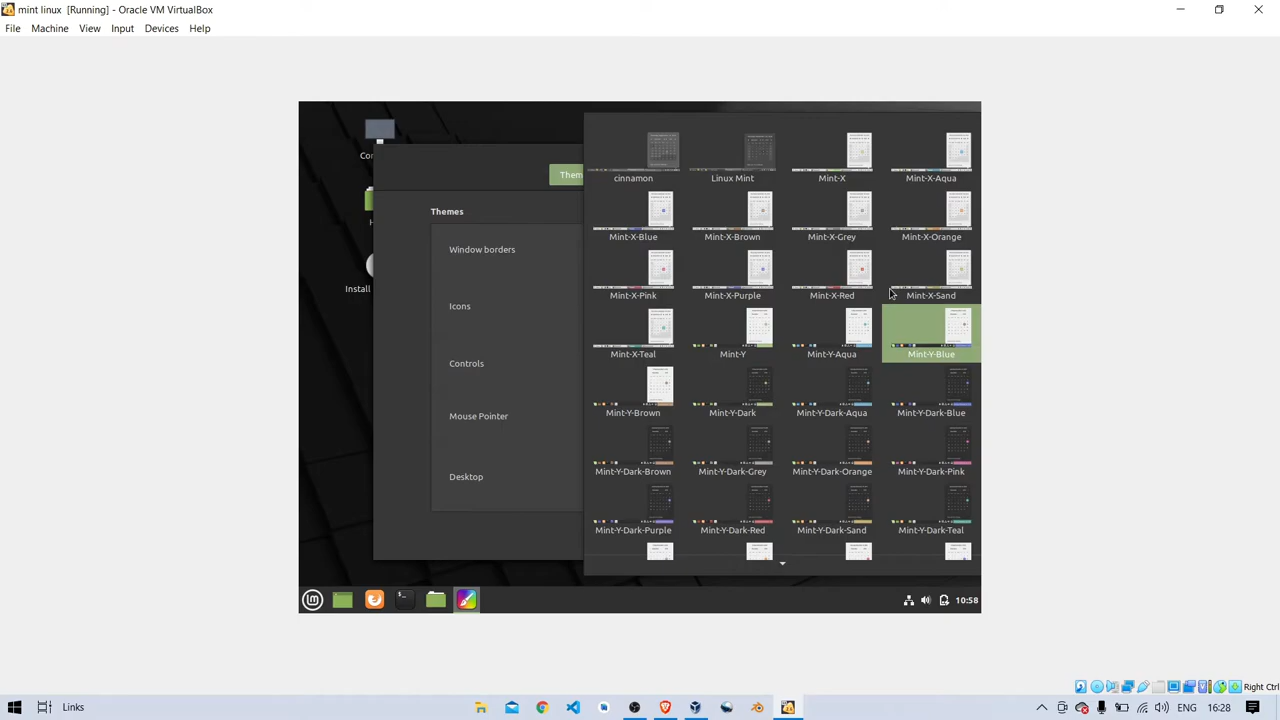 mint linux [Running] - Oracle VM VirtualBox
File Machine View Input Devices Help
Them
Themes
Window borders
Icons
Controls
Mouse Pointer
Desktop
Install
cinnamon Linux Mint Mint-X Mint-X-Aqua
Mint-X-Blue Mint-X-Brown Mint-X-Grey Mint-X-Orange
Mint-X-Pink Mint-X-Purple Mint-X-Red Mint-X-Sand
Mint-X-Teal Mint-Y Mint-Y-Aqua Mint-Y-Blue
Mint-Y-Brown Mint-Y-Dark Mint-Y-Dark-Aqua Mint-Y-Dark-Blue
Mint-Y-Dark-Brown Mint-Y-Dark-Grey Mint-Y-Dark-Orange Mint-Y-Dark-Pink
Mint-Y-Dark-Purple Mint-Y-Dark-Red Mint-Y-Dark-Sand Mint-Y-Dark-Teal
10:58
Right Ctrl
Links
ENG 16:28